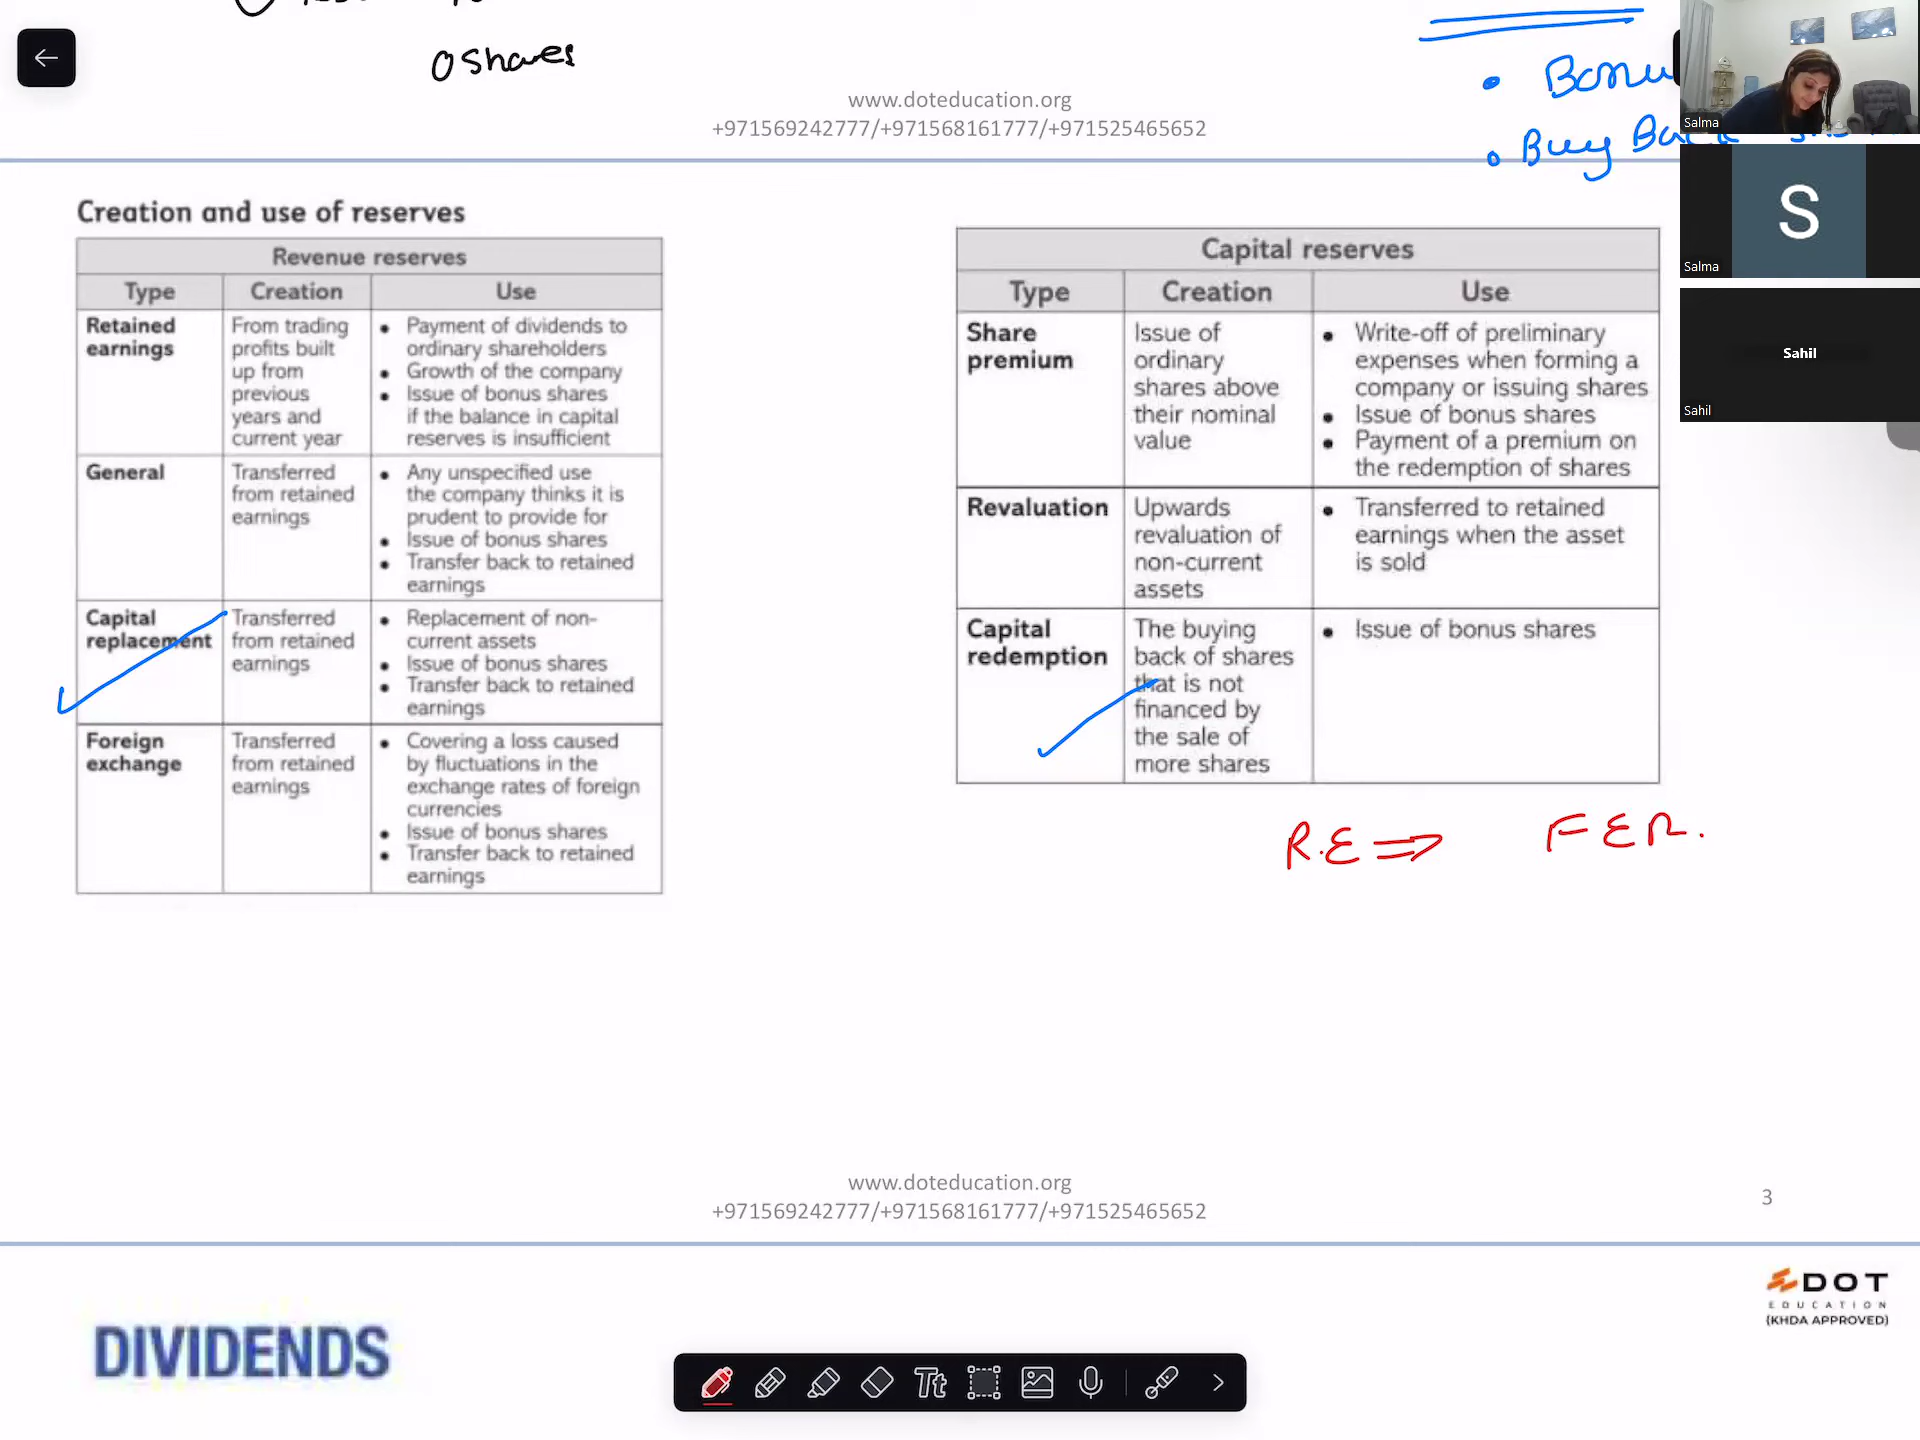 O Shares
www.doteducation.org
+971569242777/+971568161777/+971525465652
• Bonu
• Buy Back
Salma
S
Salma
Sahil
Sahil
Creation and use of reserves
Revenue reserves
Type Creation Use
Retained earnings
From trading profits built up from previous years and current year
• Payment of dividends to ordinary shareholders
• Growth of the company
• Issue of bonus shares if the balance in capital reserves is insufficient
General
Transferred from retained earnings
• Any unspecified use the company thinks it is prudent to provide for
• Issue of bonus shares
• Transfer back to retained earnings
Capital replacement
Transferred from retained earnings
• Replacement of non-current assets
• Issue of bonus shares
• Transfer back to retained earnings
Foreign exchange
Transferred from retained earnings
• Covering a loss caused by fluctuations in the exchange rates of foreign currencies
• Issue of bonus shares
• Transfer back to retained earnings
Capital reserves
Type Creation Use
Share premium
Issue of ordinary shares above their nominal value
• Write-off of preliminary expenses when forming a company or issuing shares
• Issue of bonus shares
• Payment of a premium on the redemption of shares
Revaluation
Upwards revaluation of non-current assets
• Transferred to retained earnings when the asset is sold
Capital redemption
The buying back of shares that is not financed by the sale of more shares
• Issue of bonus shares
R.E ⇒ F E R.
www.doteducation.org
+971569242777/+971568161777/+971525465652
3
DOT
EDUCATION
(KHDA APPROVED)
DIVIDENDS
Tt